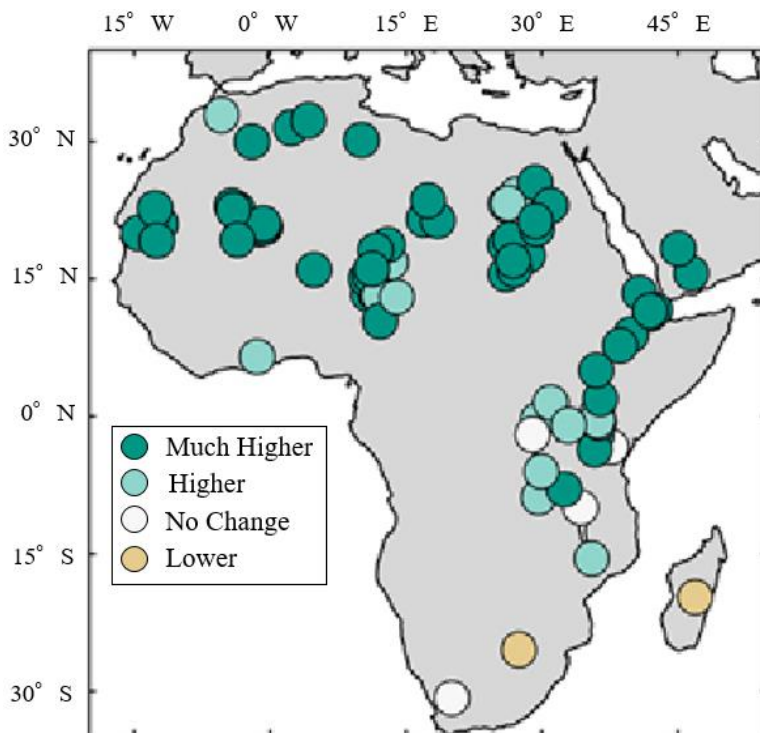 15° W 0° W 15° E 30° E 45° E
30° N
15° N
0° N
Much Higher
Higher
No Change
Lower
15° S
30° S